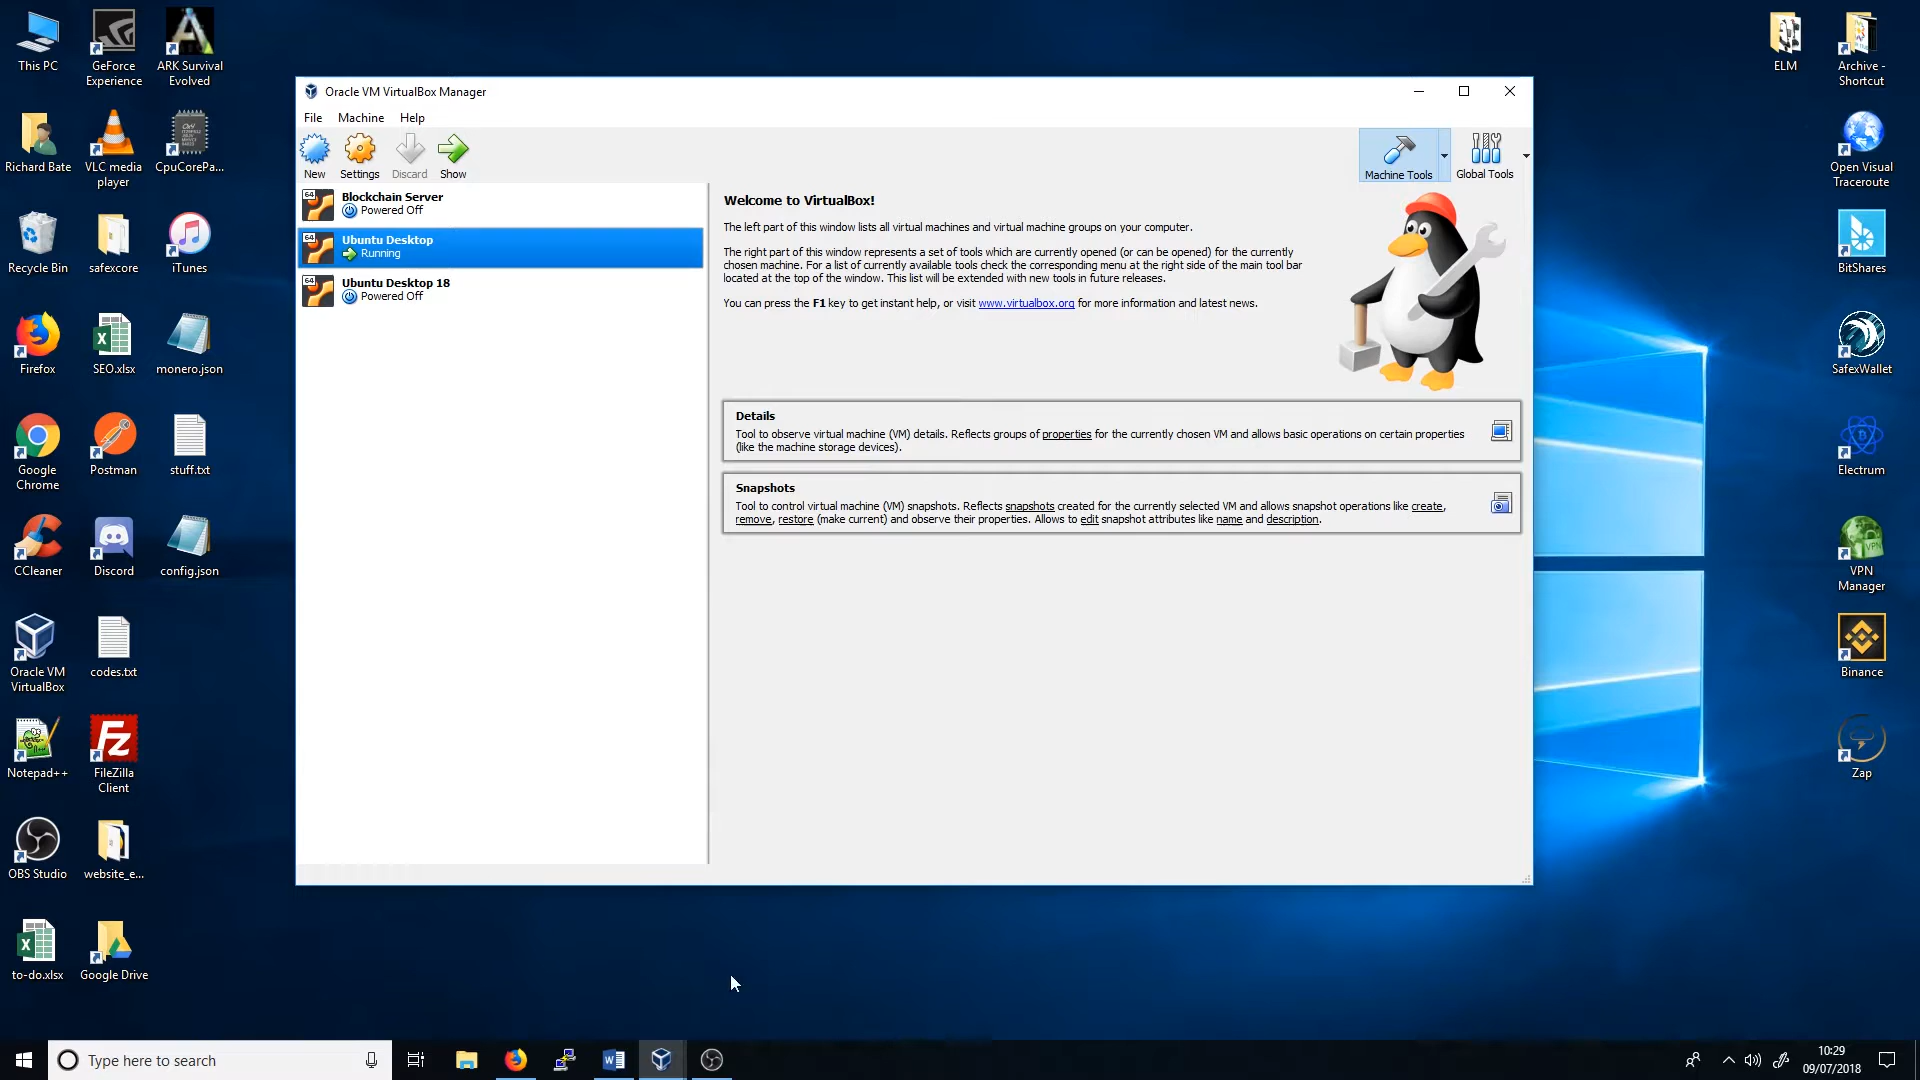 This PC
GeForce
Experience
ARK Survival
Evolved
Richard Bate
VLC media
player
CpuCorePa...
Recycle Bin
safexcore
iTunes
Firefox
SEO.xlsx
monero.json
Google
Chrome
Postman
stuff.txt
CCleaner
Discord
config.json
Oracle VM
VirtualBox
codes.txt
Notepad++
FileZilla
Client
OBS Studio
website_e...
to-do.xlsx
Google Drive
Oracle VM VirtualBox Manager
File Machine Help
New Settings Discard Show
Machine Tools Global Tools
64
Blockchain Server
Powered Off
64
Ubuntu Desktop
Running
64
Ubuntu Desktop 18
Powered Off
Welcome to VirtualBox!
The left part of this window lists all virtual machines and virtual machine groups on your computer.
The right part of this window represents a set of tools which are currently opened (or can be opened) for the currently
chosen machine. For a list of currently available tools check the corresponding menu at the right side of the main tool bar
located at the top of the window. This list will be extended with new tools in future releases.
You can press the F1 key to get instant help, or visit www.virtualbox.org for more information and latest news.
Details
Tool to observe virtual machine (VM) details. Reflects groups of properties for the currently chosen VM and allows basic operations on certain properties
(like the machine storage devices).
Snapshots
Tool to control virtual machine (VM) snapshots. Reflects snapshots created for the currently selected VM and allows snapshot operations like create,
remove, restore (make current) and observe their properties. Allows to edit snapshot attributes like name and description.
ELM
Archive -
Shortcut
Open Visual
Traceroute
BitShares
SafexWallet
Electrum
VPN
VPN
Manager
Binance
Zap
Type here to search
10:29
09/07/2018